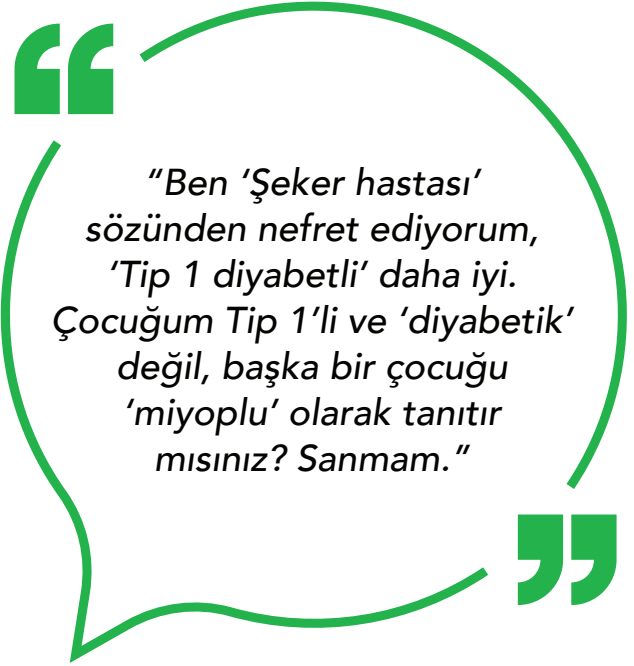 “Ben ‘Şeker hastası’
sözünden nefret ediyorum,
‘Tip 1 diyabetli’ daha iyi.
Çocuğum Tip 1’li ve ‘diyabetik’
değil, başka bir çocuğu
‘miyoplu’ olarak tanıtır
mısınız? Sanmam.”